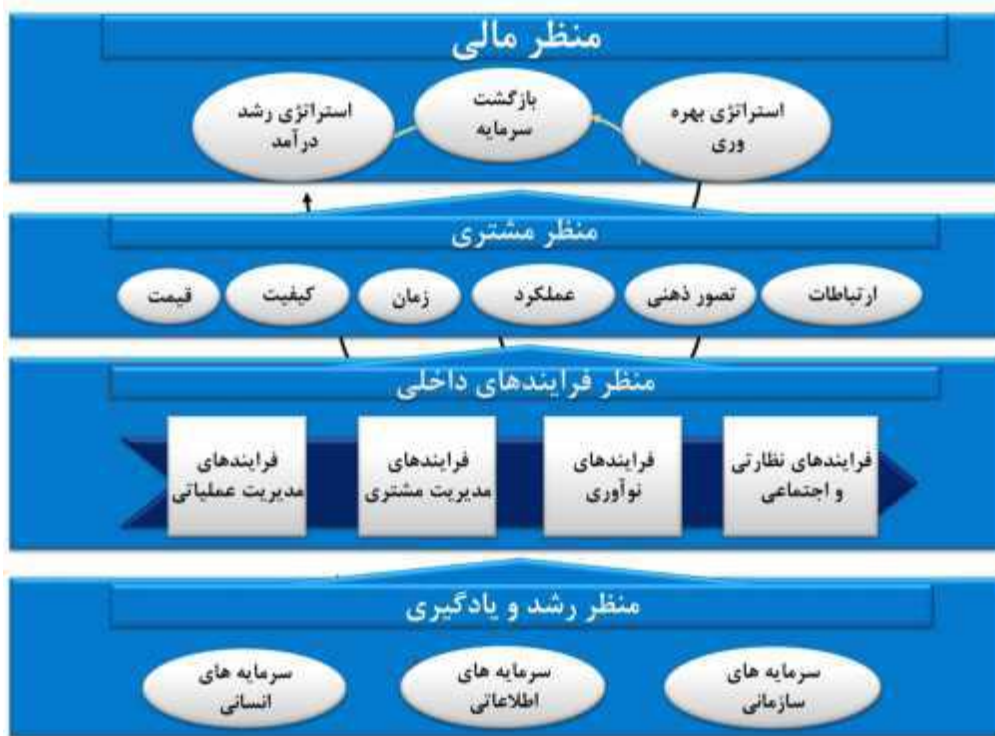 منظر مالی
استراتژی بهره
وری
بازگشت
سرمایه
استراتژی رشد
درآمد
منظر مشتری
ارتباطات
تصور ذهنی
عملکرد
زمان
کیفیت
قیمت
منظر فرایندهای داخلی
فرایندهای نظارتی
و اجتماعی
فرایندهای
نوآوری
فرایندهای
مدیریت مشتری
فرایندهای
مدیریت عملیاتی
منظر رشد و یادگیری
سرمایه های
سازمانی
سرمایه های
اطلاعاتی
سرمایه های
انسانی